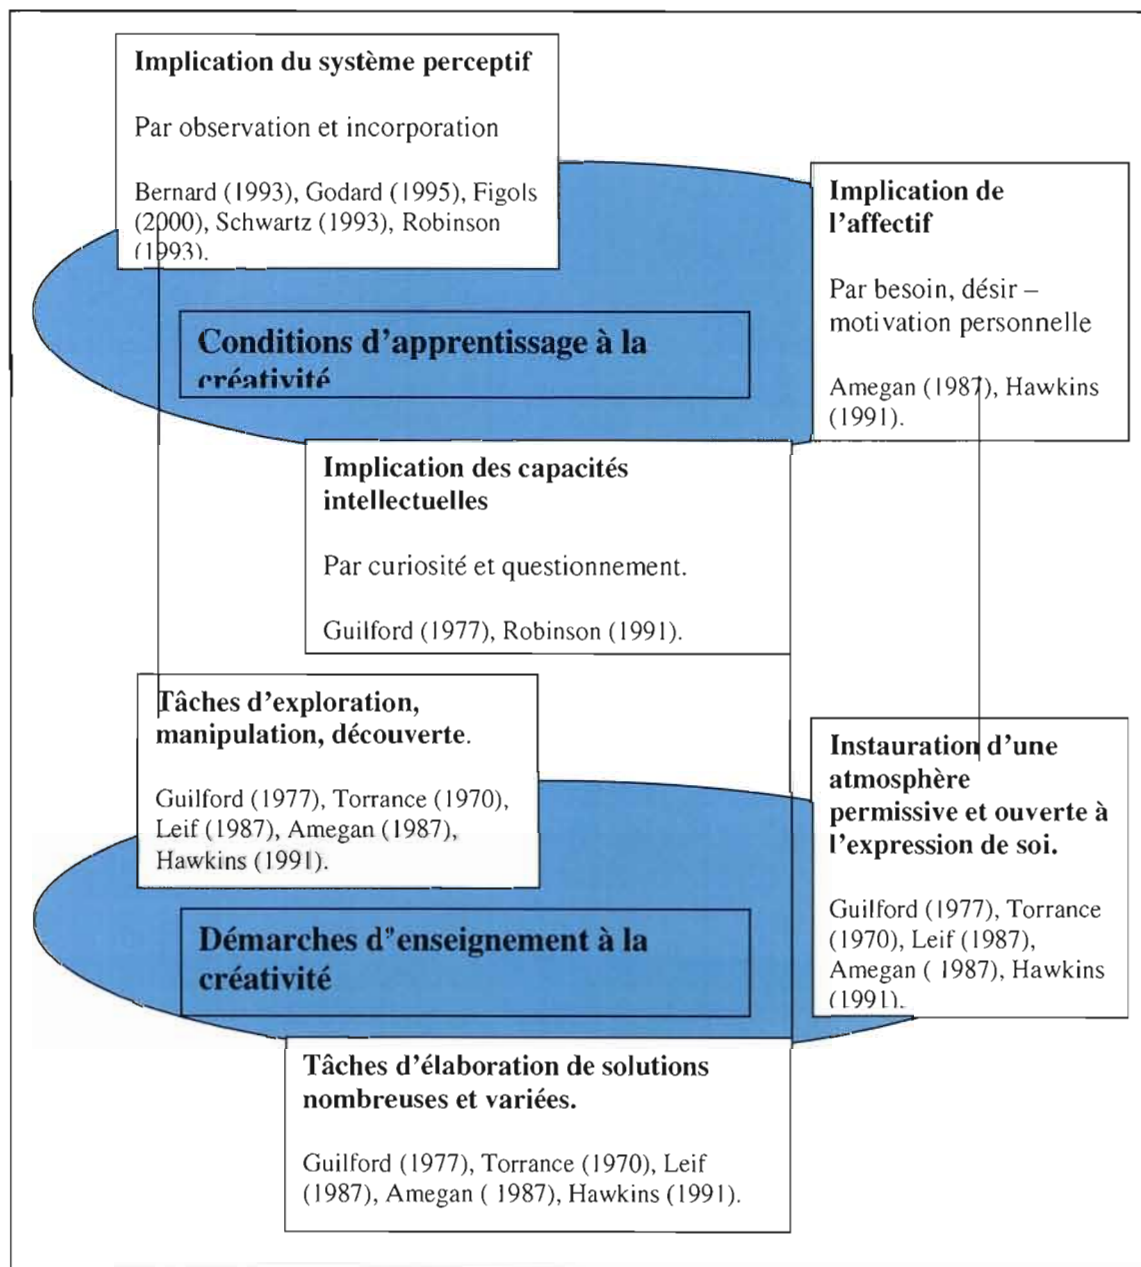 Implication du système perceptif
Par observation et incorporation
Bernard (1993), Godard (1995), Figols
(2000), Schwartz (1993), Robinson
(1993).
Implication de
l'affectif
Par besoin, désir –
motivation personnelle
Amegan (1987), Hawkins
(1991).
Conditions d'apprentissage à la
créativité
Implication des capacités
intellectuelles
Par curiosité et questionnement.
Guilford (1977), Robinson (1991).
Tâches d'exploration,
manipulation, découverte.
Guilford (1977), Torrance (1970),
Leif (1987), Amegan (1987),
Hawkins (1991).
Instauration d'une
atmosphère
permissive et ouverte à
l'expression de soi.
Guilford (1977), Torrance
(1970), Leif (1987),
Amegan ( 1987), Hawkins
(1991).
Démarches d"enseignement à la
créativité
Tâches d'élaboration de solutions
nombreuses et variées.
Guilford (1977), Torrance (1970), Leif
(1987), Amegan ( 1987), Hawkins (1991).